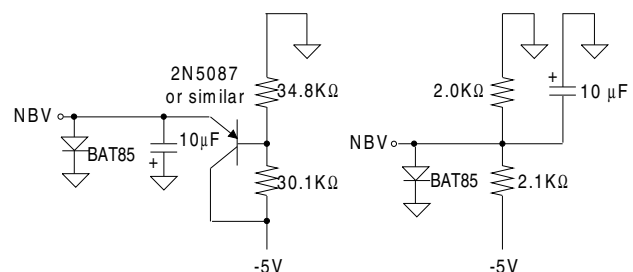 2N5087
or similar
34.8KΩ
NBV
10μF
+
BAT85
30.1KΩ
-5V
2.0KΩ
+
10 μF
NBV
BAT85
2.1KΩ
-5V